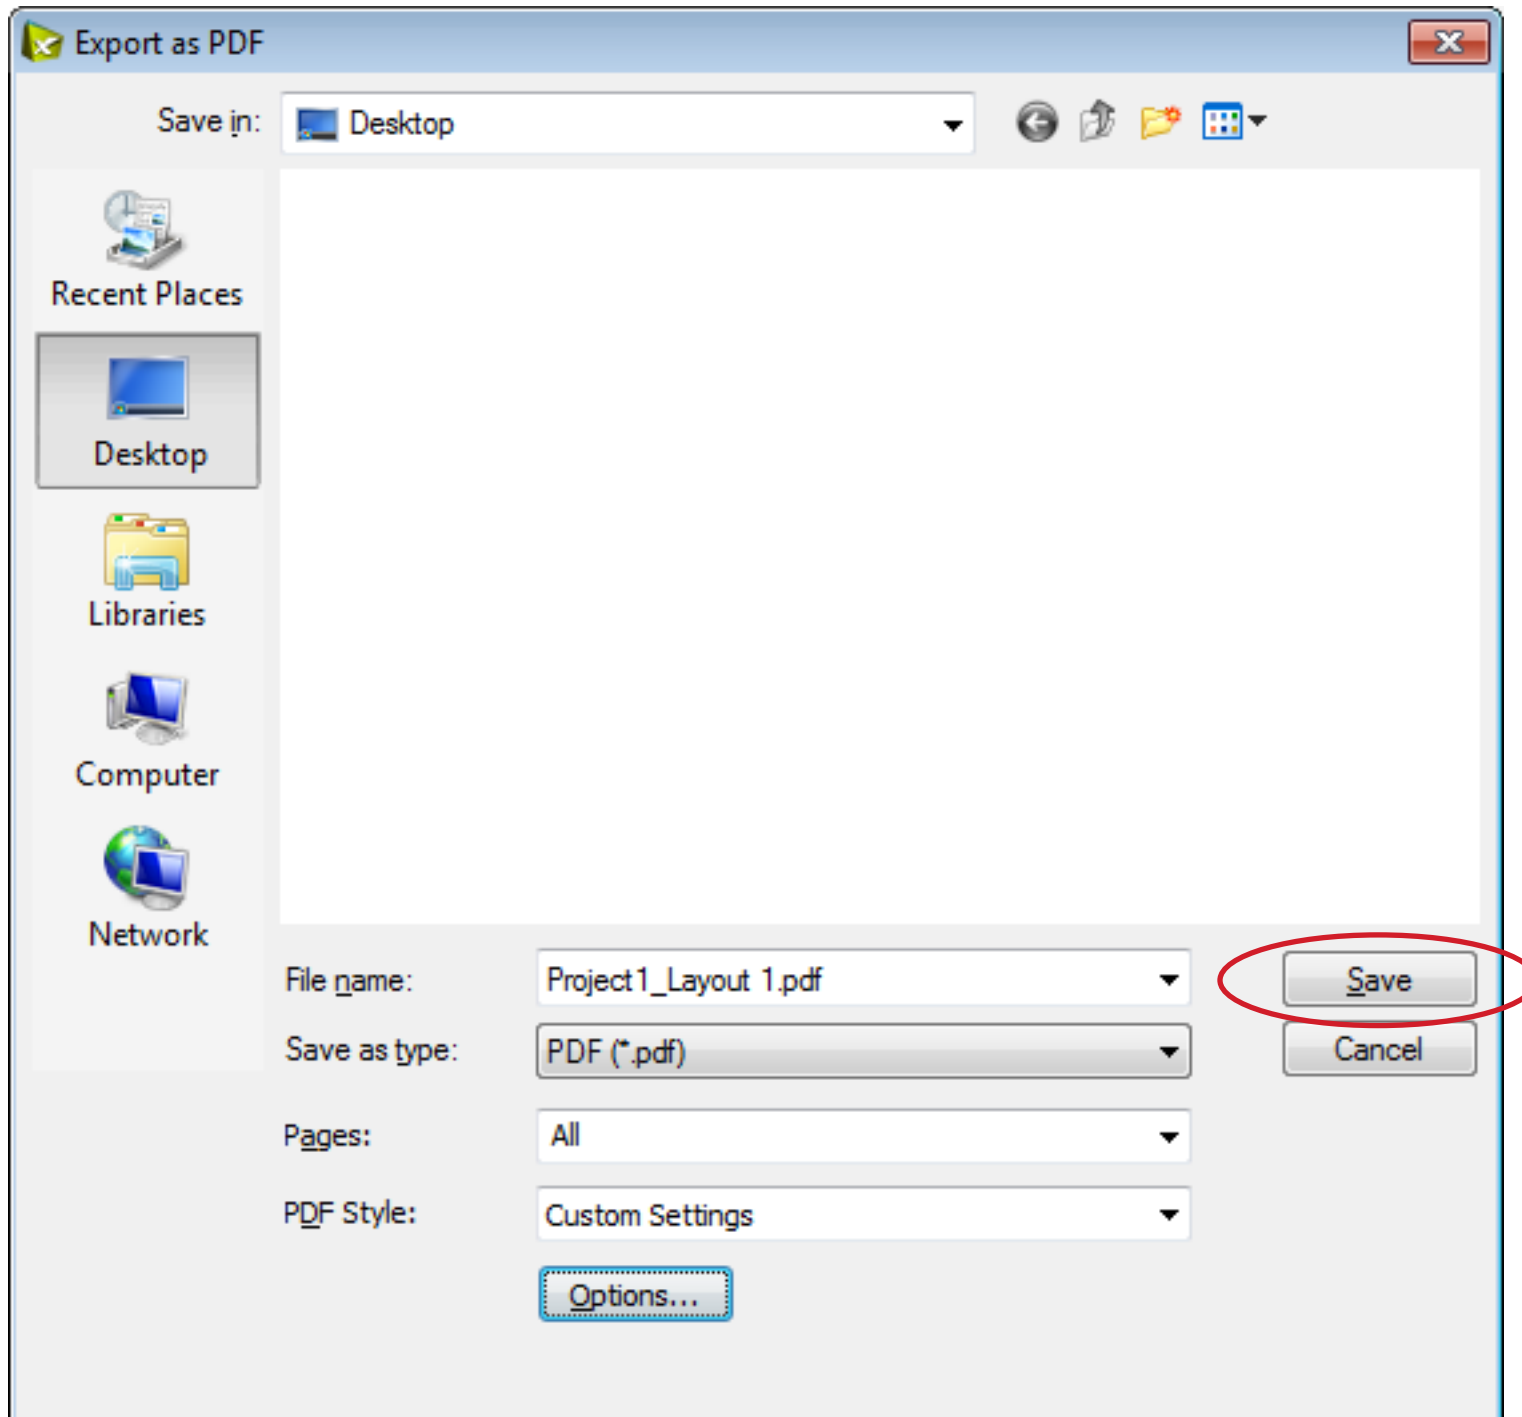 Export as PDF
Save in: Desktop
Recent Places
Desktop
Libraries
Computer
Network
File name: Project1_Layout 1.pdf Save
Save as type: PDF (*.pdf) Cancel
Pages: All
PDF Style: Custom Settings
Options...